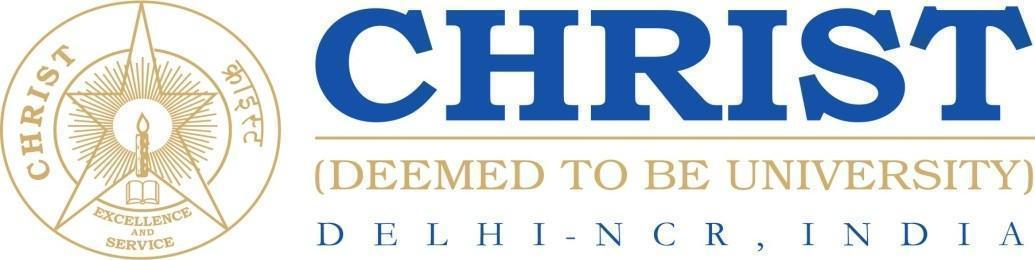 CHRIST
क्राइस्ट
EXCELLENCE
AND
SERVICE
CHRIST
(DEEMED TO BE UNIVERSITY)
DELHI-NCR, INDIA